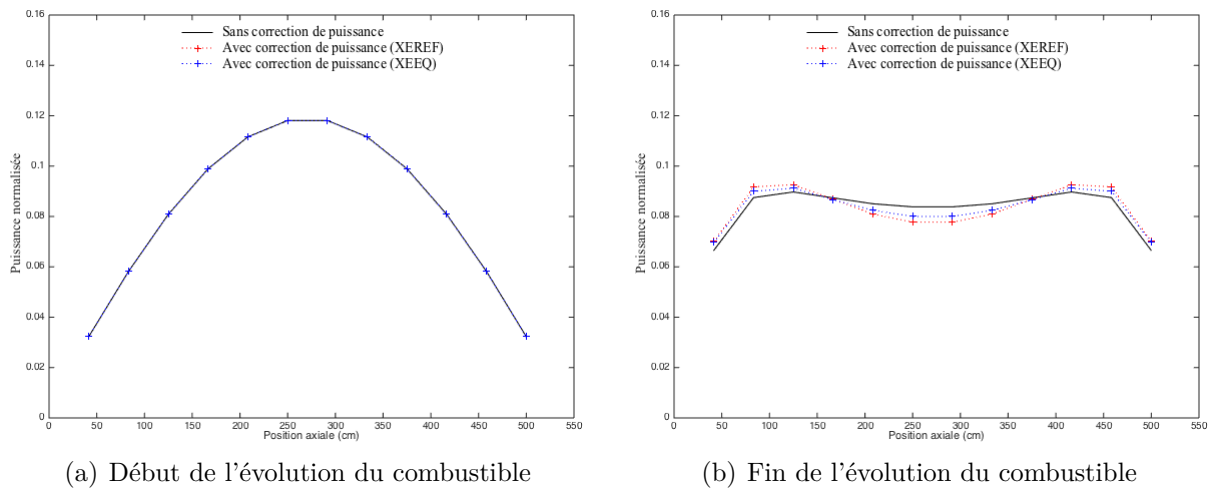 0.16
0.14
0.12
0.1
0.08
0.06
0.04
0.02
0
Puissance normalisée
Sans correction de puissance
Avec correction de puissance (XEREF)
Avec correction de puissance (XEEQ)
0 50 100 150 200 250 300 350 400 450 500 550
Position axiale (cm)
(a) Début de l'évolution du combustible
0.16
0.14
0.12
0.1
0.08
0.06
0.04
0.02
0
Puissance normalisée
Sans correction de puissance
Avec correction de puissance (XEREF)
Avec correction de puissance (XEEQ)
0 50 100 150 200 250 300 350 400 450 500 550
Position axiale (cm)
(b) Fin de l'évolution du combustible